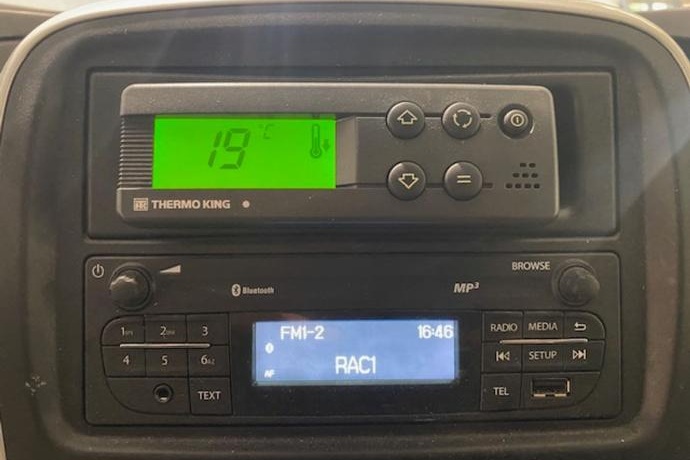 19 °C
THERMO KING
BROWSE
Bluetooth
MP3
1 2 3
FM1-2 16:46
RADIO MEDIA
4 5 6
AF RAC1
SETUP
TEXT
TEL